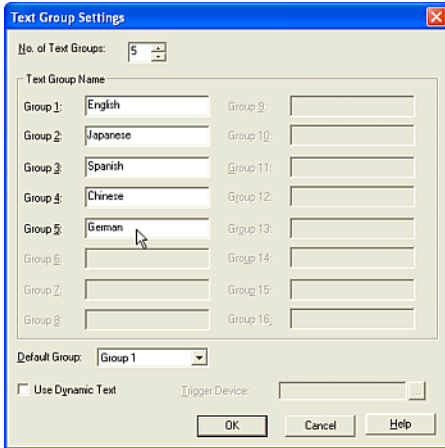 Text Group Settings
No. of Text Groups: 5
Text Group Name
Group 1: English Group 9:
Group 2: Japanese Group 10:
Group 3: Spanish Group 11:
Group 4: Chinese Group 12:
Group 5: German Group 13:
Group 6: Group 14:
Group 7: Group 15:
Group 8: Group 16:
Default Group: Group 1
Use Dynamic Text Trigger Device: ...
OK Cancel Help